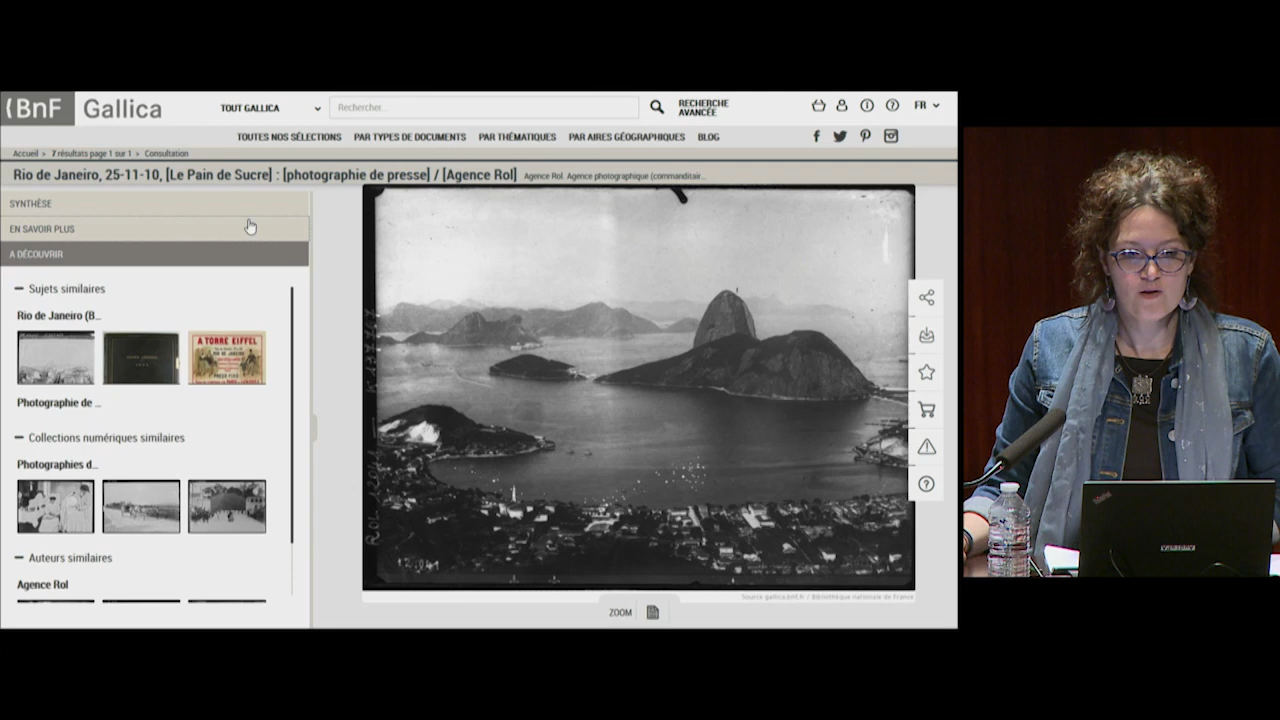 {BnF Gallica
TOUT GALLICA
Rechercher...
RECHERCHE
AVANCÉE
FR
TOUTES NOS SÉLECTIONS PAR TYPES DE DOCUMENTS PAR THÉMATIQUES PAR AIRES GÉOGRAPHIQUES BLOG
Accueil > 7 résultats page 1 sur 1 > Consultation
Rio de Janeiro, 25-11-10, [Le Pain de Sucre] : [photographie de presse] / [Agence Rol] Agence Rol. Agence photographique (commanditair...
SYNTHÈSE
EN SAVOIR PLUS
A DÉCOUVRIR
Sujets similaires
Rio de Janeiro (B...
A TORRE EIFFEL
RIO DE JANEIRO
Photographie de ...
Collections numériques similaires
Photographies d...
Auteurs similaires
Agence Rol
ROL
Source gallica.bnf.fr / Bibliothèque nationale de France
ZOOM
ThinkPad